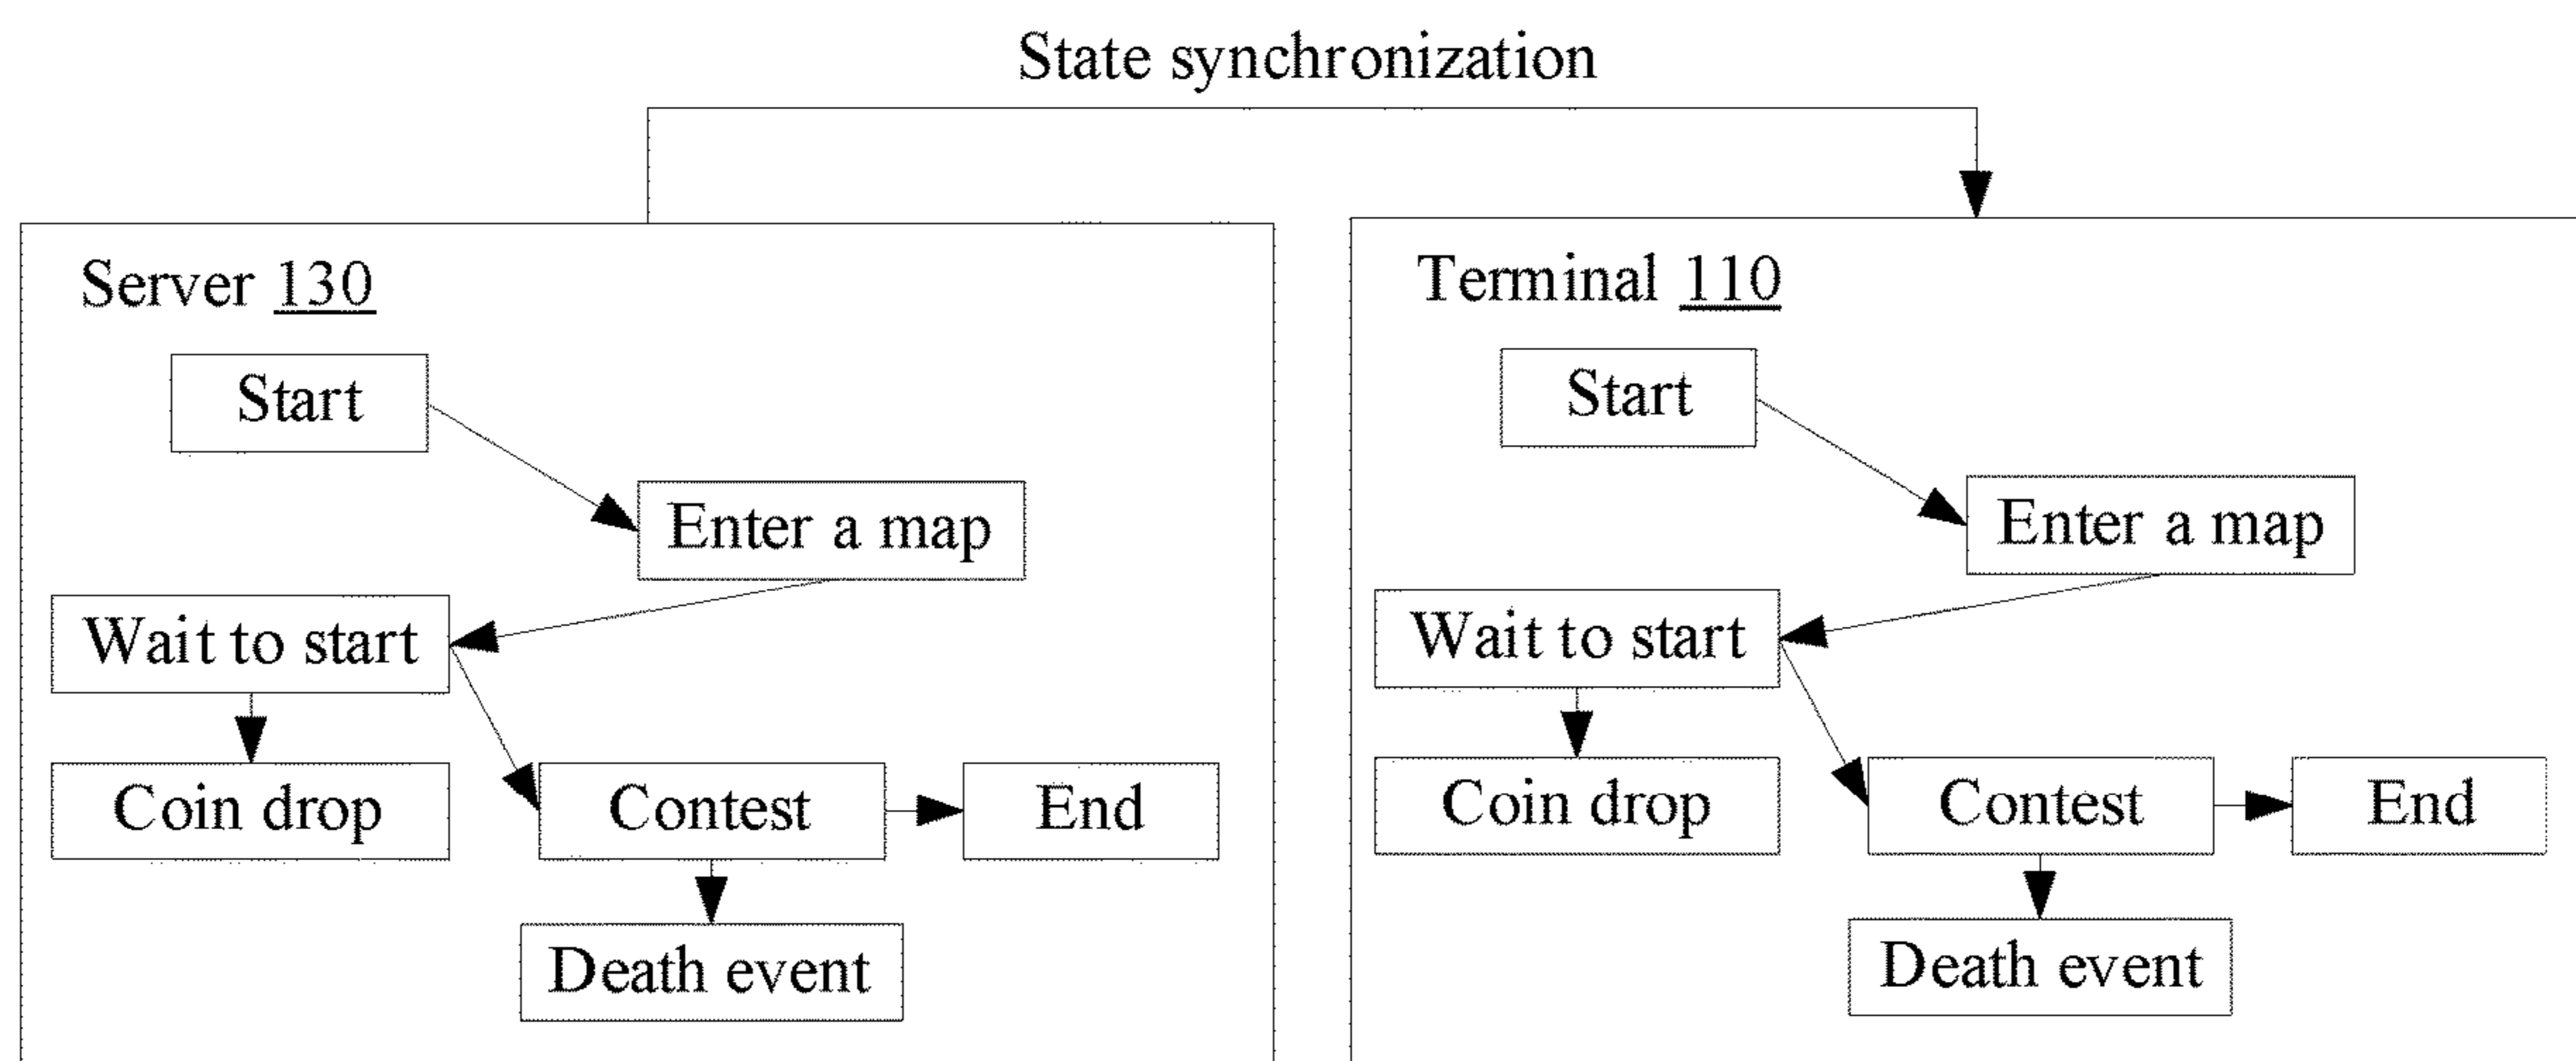 State synchronization
Server 130
Start
Enter a map
Wait to start
Coin drop
Contest
End
Death event
Terminal 110
Start
Enter a map
Wait to start
Coin drop
Contest
End
Death event